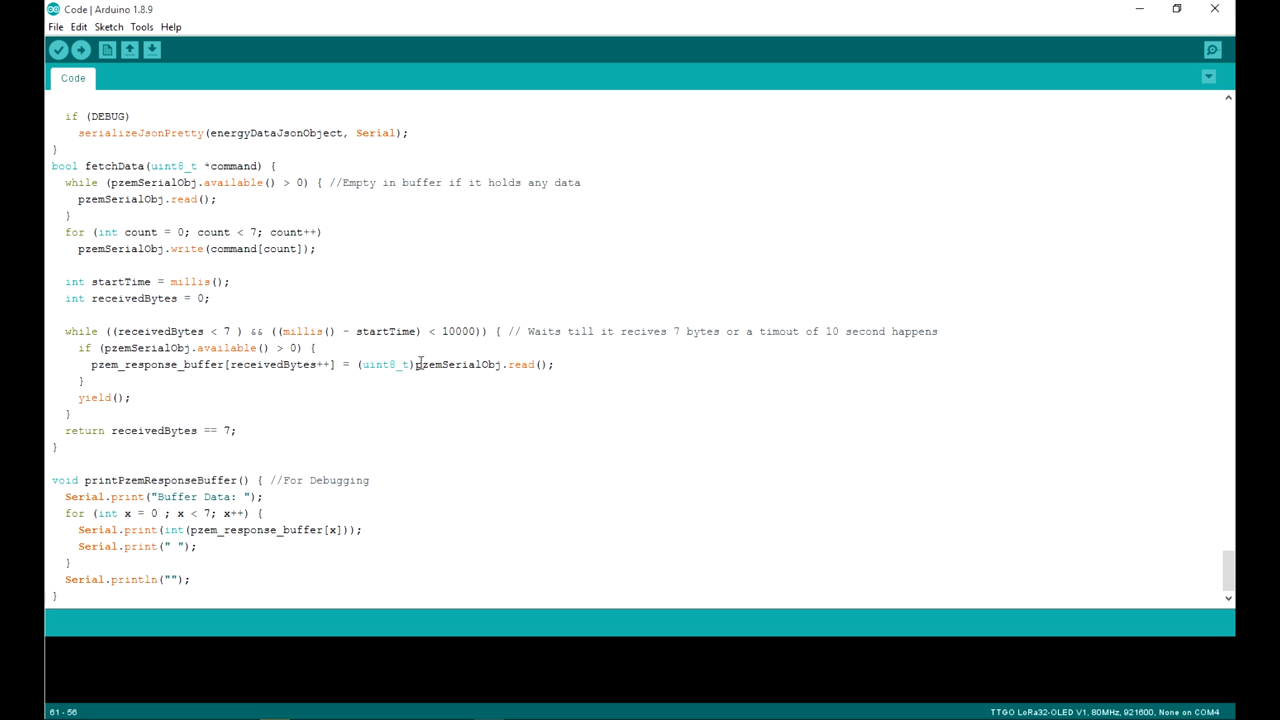 Code | Arduino 1.8.9
File Edit Sketch Tools Help
Code
if (DEBUG)
serializeJsonPretty(energyDataJsonObject, Serial);
}
bool fetchData(uint8_t *command) {
while (pzemSerialObj.available() > 0) { //Empty in buffer if it holds any data
pzemSerialObj.read();
}
for (int count = 0; count < 7; count++)
pzemSerialObj.write(command[count]);
int startTime = millis();
int receivedBytes = 0;
while ((receivedBytes < 7 ) && ((millis() - startTime) < 10000)) { // Waits till it recives 7 bytes or a timout of 10 second happens
if (pzemSerialObj.available() > 0) {
pzem_response_buffer[receivedBytes++] = (uint8_t)pzemSerialObj.read();
}
yield();
}
return receivedBytes == 7;
}
void printPzemResponseBuffer() { //For Debugging
Serial.print("Buffer Data: ");
for (int x = 0 ; x < 7; x++) {
Serial.print(int(pzem_response_buffer[x]));
Serial.print(" ");
}
Serial.println("");
}
61 - 56
TTGO LoRa32-OLED V1, 80MHz, 921600, None on COM4